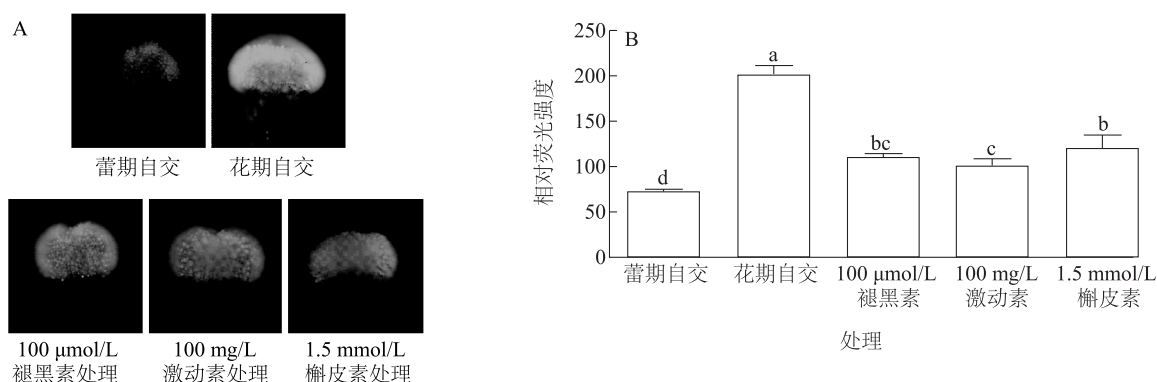 A
蕾期自交
花期自交
100 μmol/L
褪黑素处理
100 mg/L
激动素处理
1.5 mmol/L
槲皮素处理
B
相对荧光强度
250
200
150
100
50
0
d
a
bc
c
b
蕾期自交
花期自交
100 μmol/L
褪黑素
100 mg/L
激动素
1.5 mmol/L
槲皮素
处理